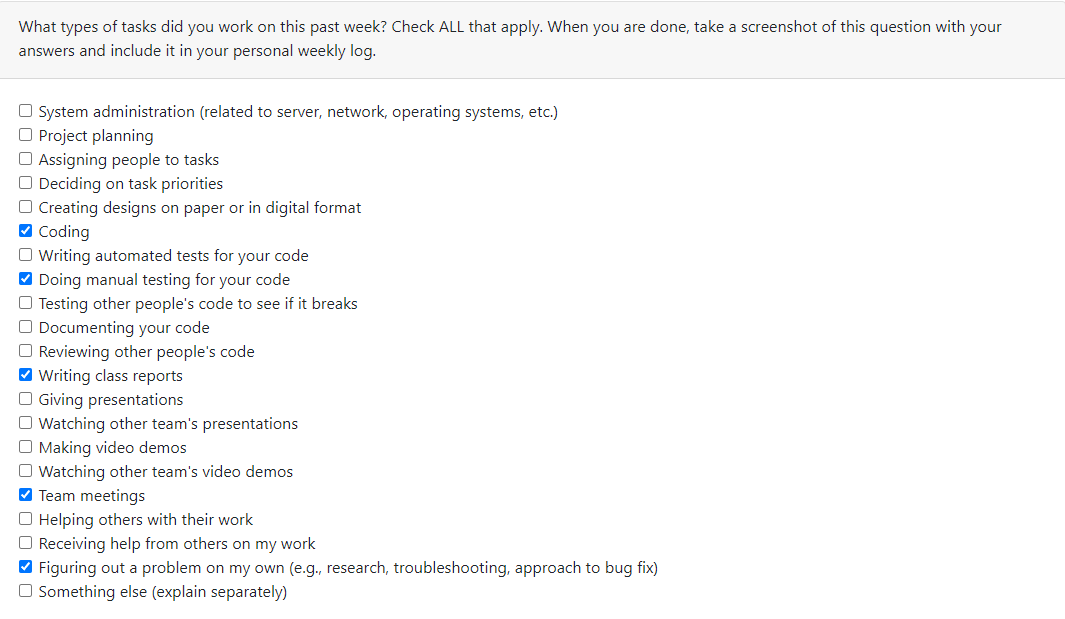 What types of tasks did you work on this past week? Check ALL that apply. When you are done, take a screenshot of this question with your
answers and include it in your personal weekly log.
System administration (related to server, network, operating systems, etc.)
Project planning
Assigning people to tasks
Deciding on task priorities
Creating designs on paper or in digital format
Coding
Writing automated tests for your code
Doing manual testing for your code
Testing other people's code to see if it breaks
Documenting your code
Reviewing other people's code
Writing class reports
Giving presentations
Watching other team's presentations
Making video demos
Watching other team's video demos
Team meetings
Helping others with their work
Receiving help from others on my work
Figuring out a problem on my own (e.g., research, troubleshooting, approach to bug fix)
Something else (explain separately)